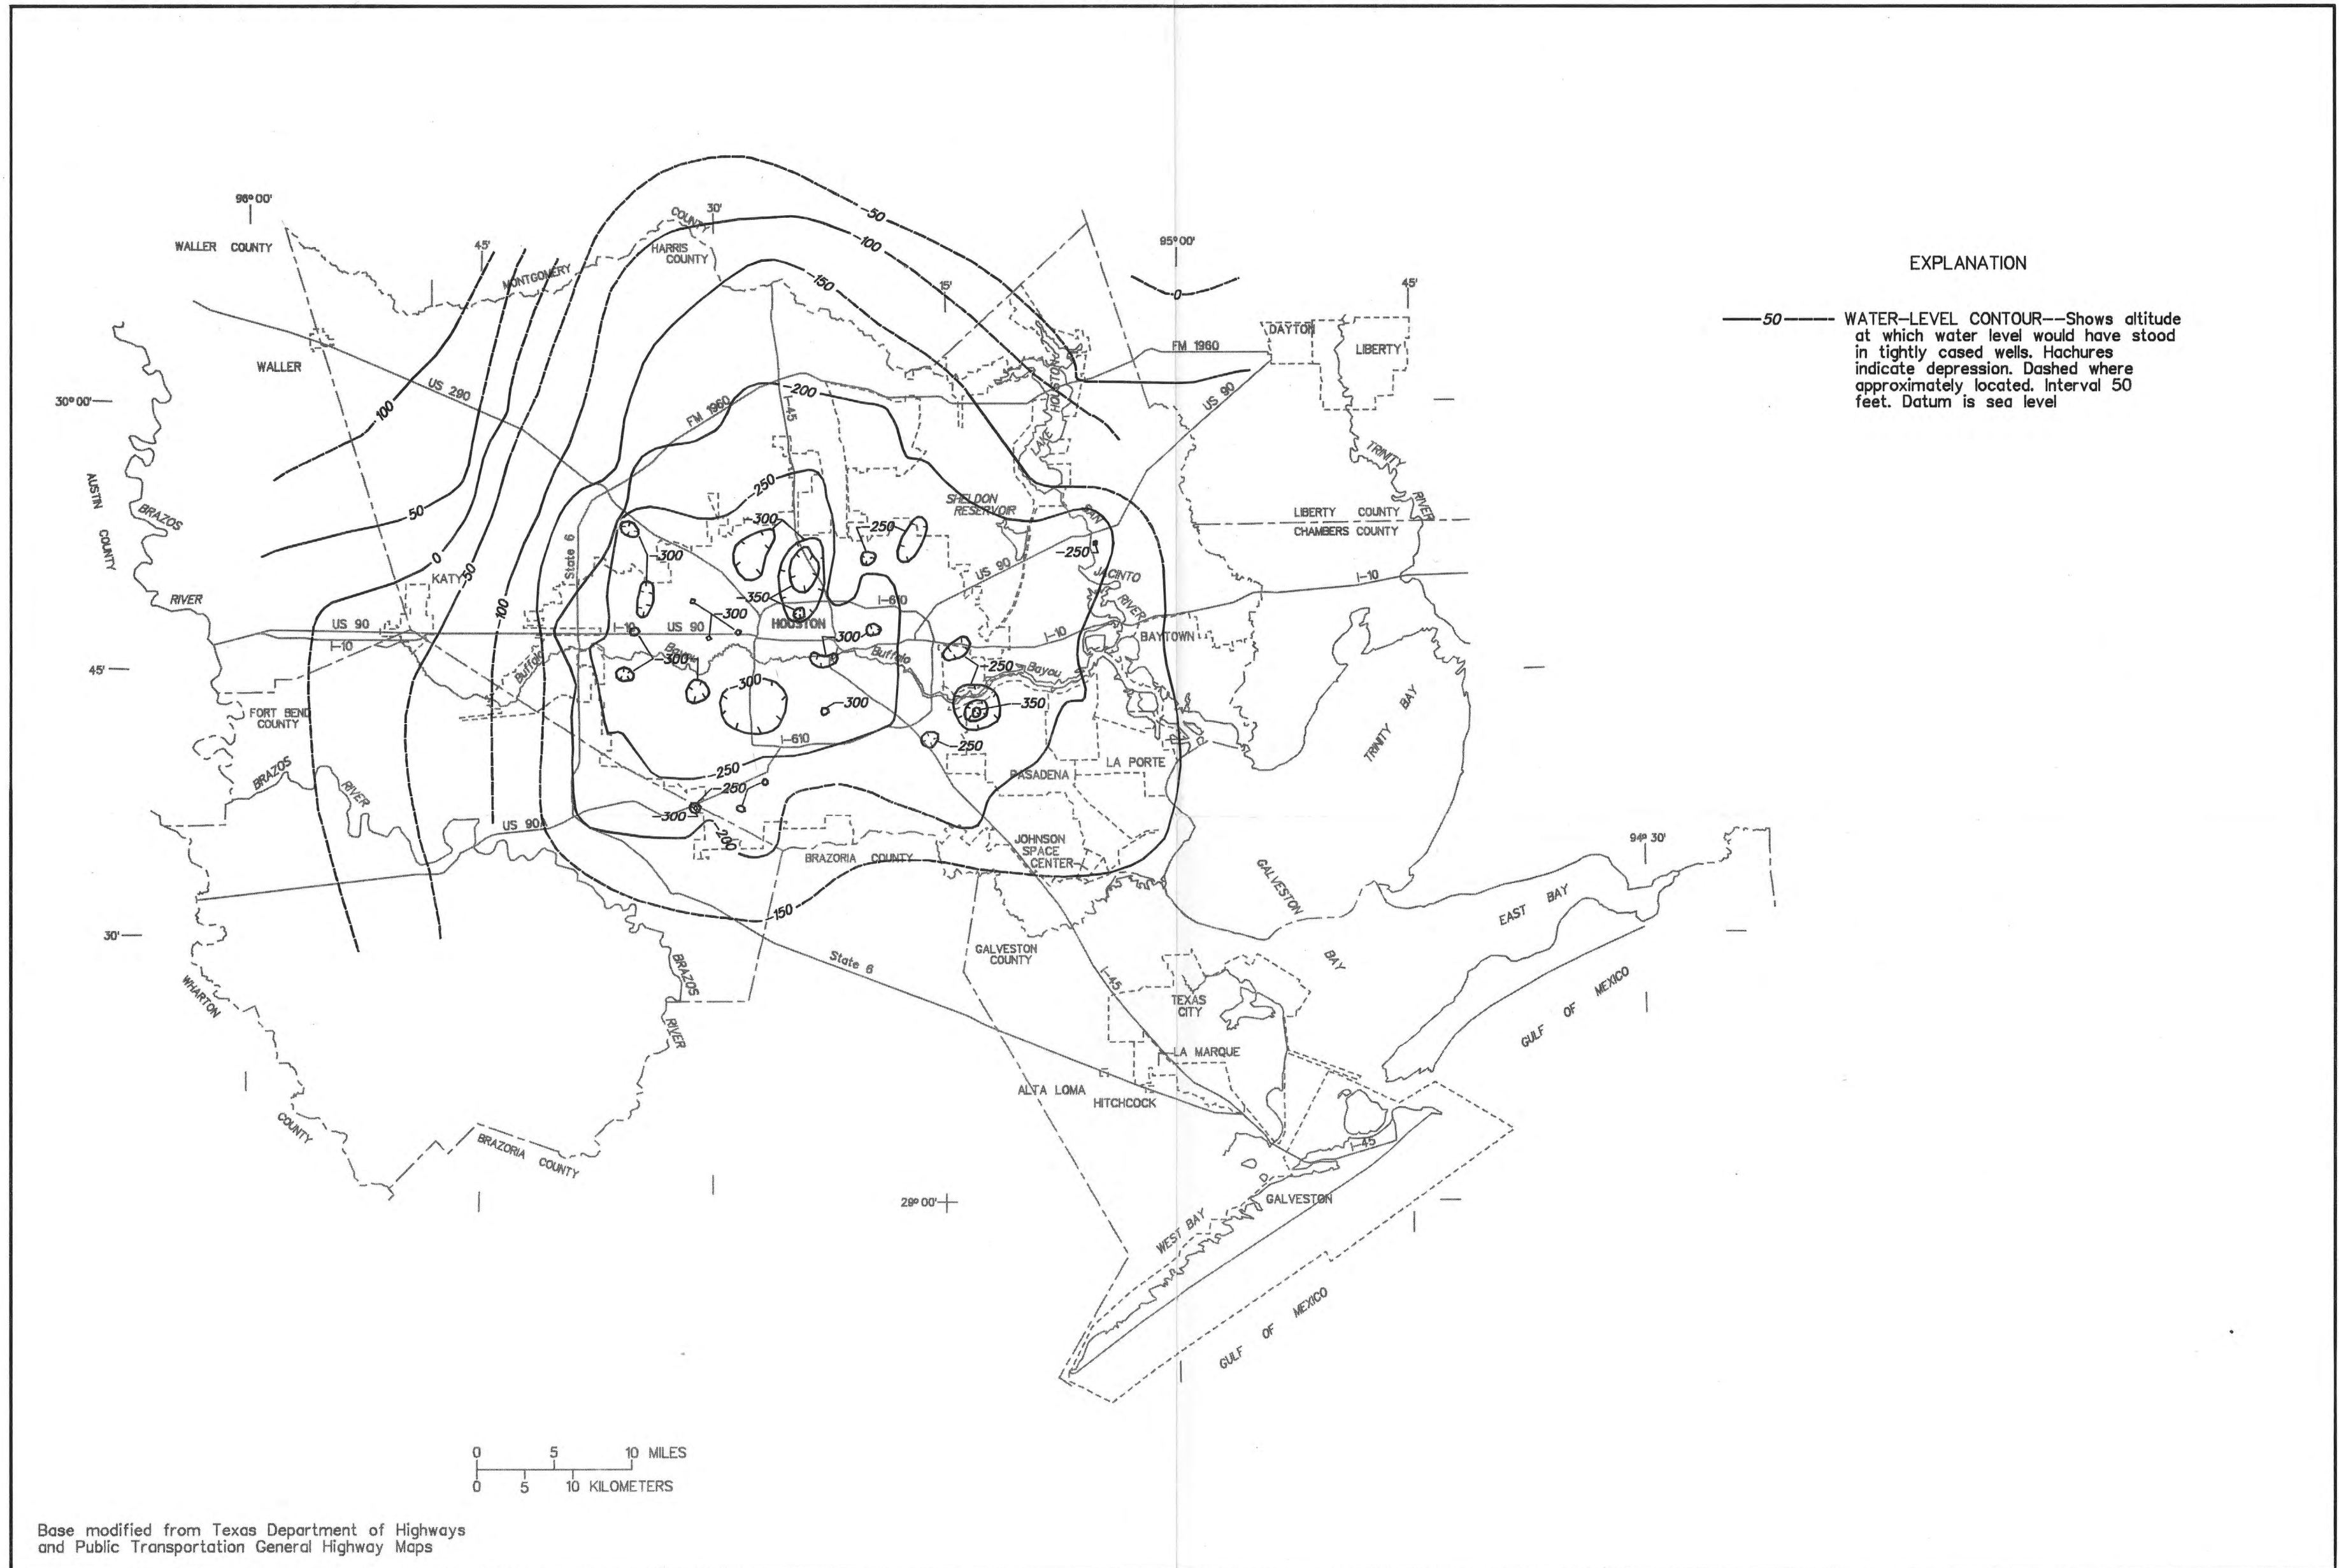 96° 00'
WALLER COUNTY
45'
MONTGOMERY
COUNTY
30'
HARRIS
COUNTY
-50
-100
-150
15'
95° 00'
0
45'
EXPLANATION
50 WATER-LEVEL CONTOUR--Shows altitude
at which water level would have stood
in tightly cased wells. Hachures
indicate depression. Dashed where
approximately located. Interval 50
feet. Datum is sea level
WALLER
US 290
100
30° 00'
FM 1960
I-45
-200
FM 1960
DAYTON
LIBERTY
US 90
LAKE
HOUSTON
TRINITY
RIVER
AUSTIN
COUNTY
BRAZOS
RIVER
50
0
-50
-100
KATY
State 6
-250
-300
-300
-350
-250
SHELDON
RESERVOIR
SAN
JACINTO
RIVER
-250
US 90
LIBERTY COUNTY
CHAMBERS COUNTY
I-10
US 90
I-10
I-10
US 90
-300
HOUSTON
I-610
-300
I-10
BAYTOWN
45'
Buffalo
Bayou
-300
Buffalo
Bayou
-250
-300
-300
-350
-250
I-610
FORT BEND
COUNTY
BRAZOS
RIVER
-250
-250
-300
-200
US 90A
PASADENA
LA PORTE
TRINITY BAY
BRAZORIA COUNTY
JOHNSON
SPACE
CENTER
94° 30'
GALVESTON
BAY
EAST BAY
-150
30'
State 6
GALVESTON
COUNTY
GULF OF MEXICO
BRAZOS
RIVER
WHARTON
COUNTY
I-45
TEXAS
CITY
LA MARQUE
ALTA LOMA
HITCHCOCK
BRAZORIA COUNTY
I-45
29° 00'
GALVESTON
WEST BAY
GULF OF MEXICO
0 5 10 MILES
0 5 10 KILOMETERS
Base modified from Texas Department of Highways
and Public Transportation General Highway Maps